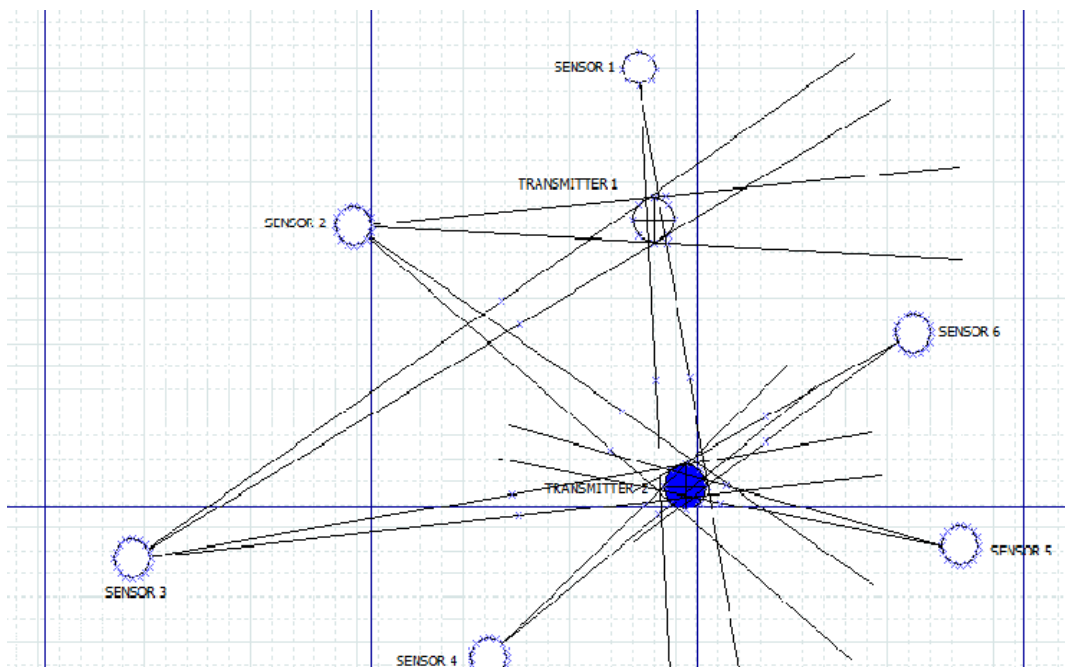 SENSOR 1
TRANSMITTER 1
SENSOR 2
SENSOR 6
TRANSMITTER 2
SENSOR 5
SENSOR 3
SENSOR 4